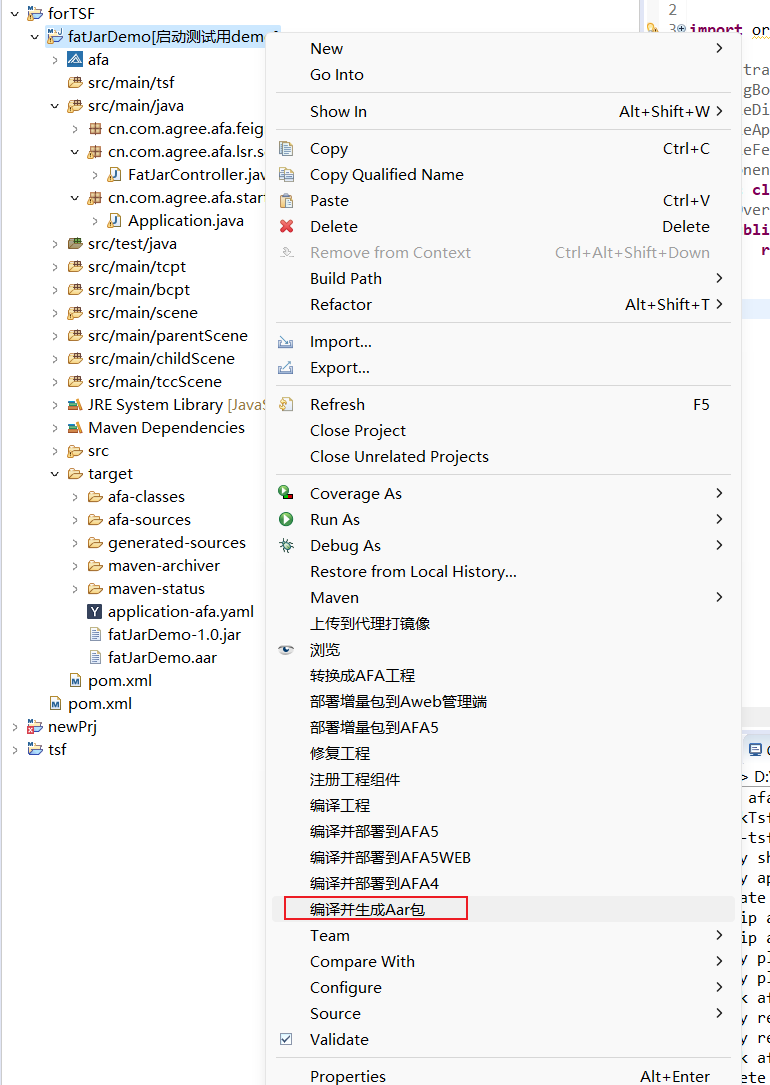 forTSF
fatJarDemo[启动测试用demo
afa
src/main/tsf
src/main/java
cn.com.agree.afa.feig
cn.com.agree.afa.lsr.s
FatJarController.jav
cn.com.agree.afa.start
Application.java
src/test/java
src/main/tcpt
src/main/bcpt
src/main/scene
src/main/parentScene
src/main/childScene
src/main/tccScene
JRE System Library [JavaS
Maven Dependencies
src
target
afa-classes
afa-sources
generated-sources
maven-archiver
maven-status
application-afa.yaml
fatJarDemo-1.0.jar
fatJarDemo.aar
pom.xml
pom.xml
newPrj
tsf
New
Go Into
Show In Alt+Shift+W
Copy Ctrl+C
Copy Qualified Name
Paste Ctrl+V
Delete Delete
Remove from Context Ctrl+Alt+Shift+Down
Build Path
Refactor Alt+Shift+T
Import...
Export...
Refresh F5
Close Project
Close Unrelated Projects
Coverage As
Run As
Debug As
Restore from Local History...
Maven
上传到代理打镜像
浏览
转换成AFA工程
部署增量包到Aweb管理端
部署增量包到AFA5
修复工程
注册工程组件
编译工程
编译并部署到AFA5
编译并部署到AFA5WEB
编译并部署到AFA4
编译并生成Aar包
Team
Compare With
Configure
Source
Validate
Properties Alt+Enter
2
3 import or
tra
gBo
eDi
eAp
eFe
nen
cl
Over
bli
r
> D:
afa
kTsf
-tsf
y sh
y ap
ate
ip a
ip a
y pl
y pl
k af
y re
y re
k af
ete